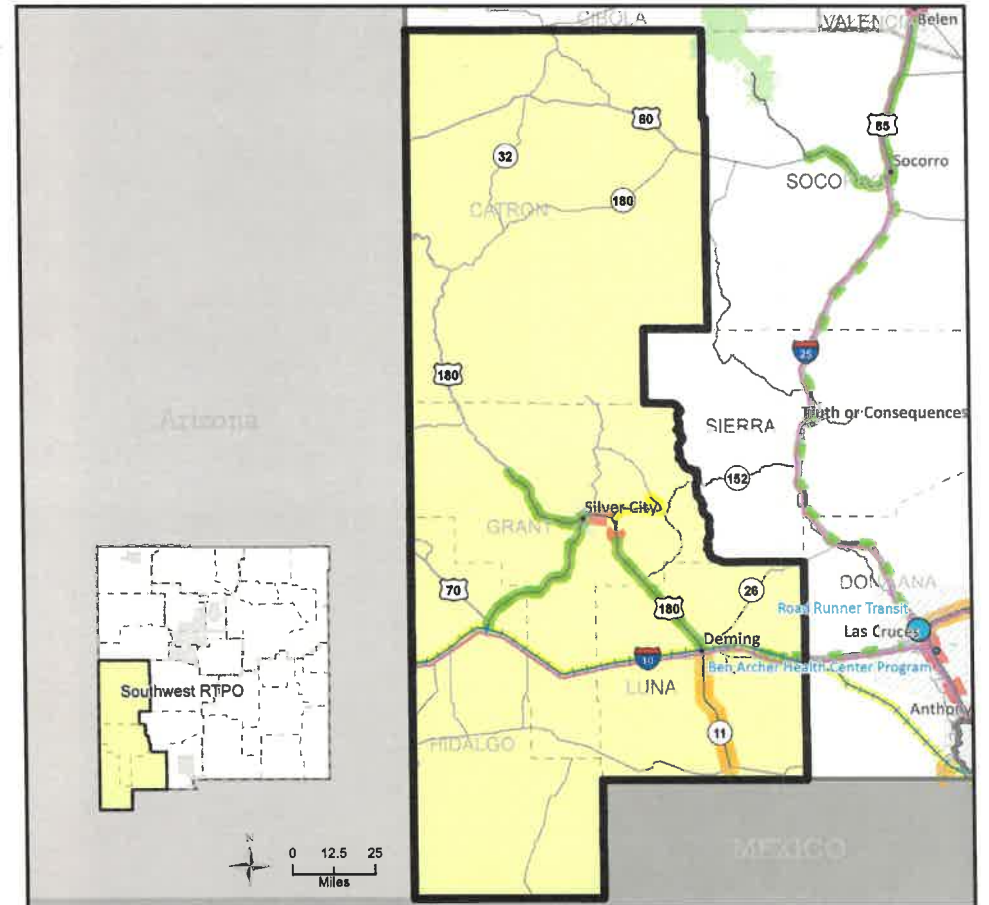 CIBOLA
VALEN
Belen
60
85
32
Socorro
SOCO
180
CATRON
25
180
Arizona
Truth or Consequences
SIERRA
152
Silver City
GRANT
70
26
DONA ANA
180
Road Runner Transit
Las Cruces
Deming
10
Ben Archer Health Center Program
LUNA
Southwest RTPO
Anthony
11
HIDALGO
MEXICO
N
0 12.5 25
Miles